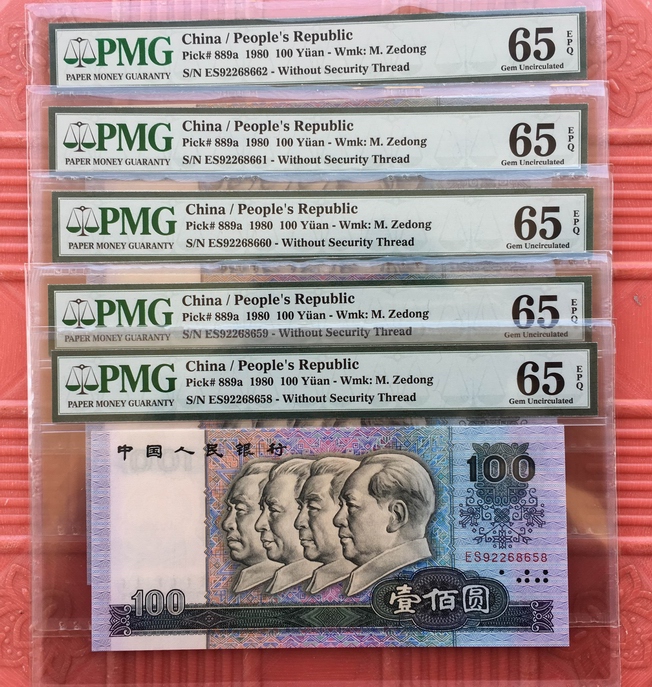 PMG
PAPER MONEY GUARANTY
China / People's Republic
Pick# 889a 1980 100 Yüan - Wmk: M. Zedong
S/N ES92268662 - Without Security Thread
65
EPQ
Gem Uncirculated
PMG
PAPER MONEY GUARANTY
China / People's Republic
Pick# 889a 1980 100 Yüan - Wmk: M. Zedong
S/N ES92268661 - Without Security Thread
65
EPQ
Gem Uncirculated
PMG
PAPER MONEY GUARANTY
China / People's Republic
Pick# 889a 1980 100 Yüan - Wmk: M. Zedong
S/N ES92268660 - Without Security Thread
65
EPQ
Gem Uncirculated
PMG
PAPER MONEY GUARANTY
China / People's Republic
Pick# 889a 1980 100 Yüan - Wmk: M. Zedong
S/N ES92268659 - Without Security Thread
65
EPQ
Gem Uncirculated
PMG
PAPER MONEY GUARANTY
China / People's Republic
Pick# 889a 1980 100 Yüan - Wmk: M. Zedong
S/N ES92268658 - Without Security Thread
65
EPQ
Gem Uncirculated
中国人民银行
100
ES92268658
100
壹佰圆